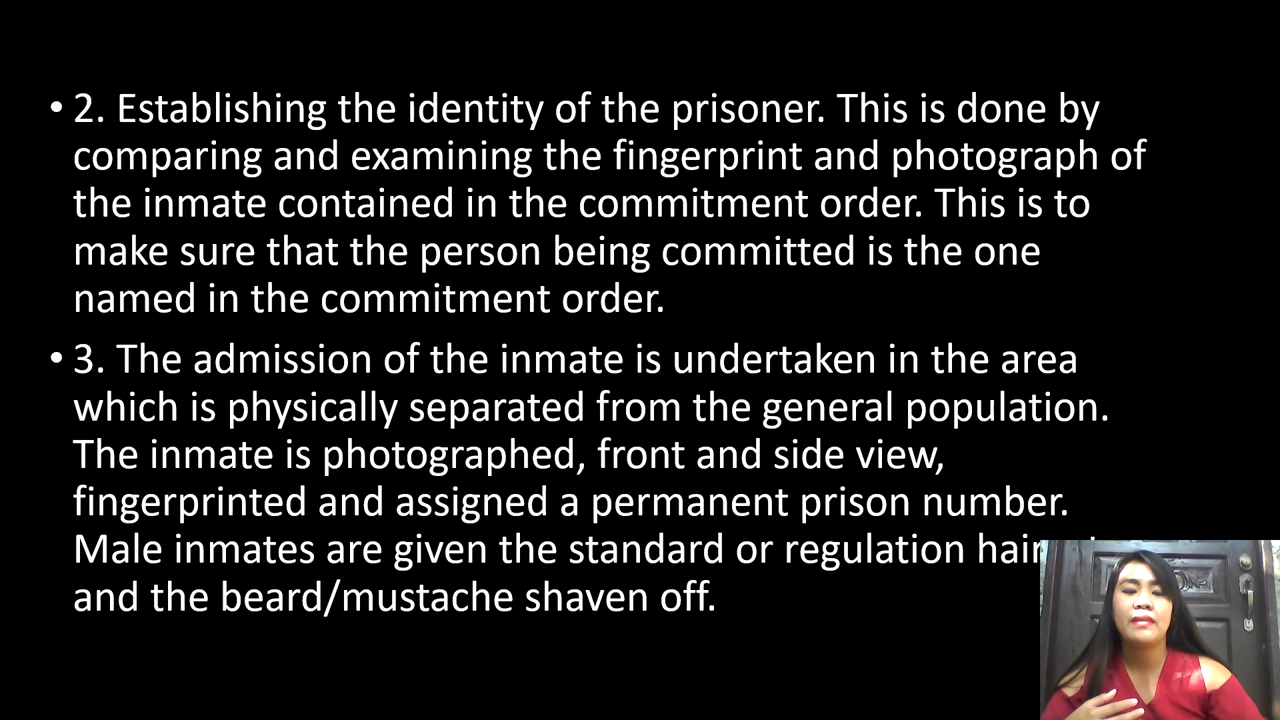 • 2. Establishing the identity of the prisoner. This is done by
comparing and examining the fingerprint and photograph of
the inmate contained in the commitment order. This is to
make sure that the person being committed is the one
named in the commitment order.
• 3. The admission of the inmate is undertaken in the area
which is physically separated from the general population.
The inmate is photographed, front and side view,
fingerprinted and assigned a permanent prison number.
Male inmates are given the standard or regulation
and the beard/mustache shaven off.